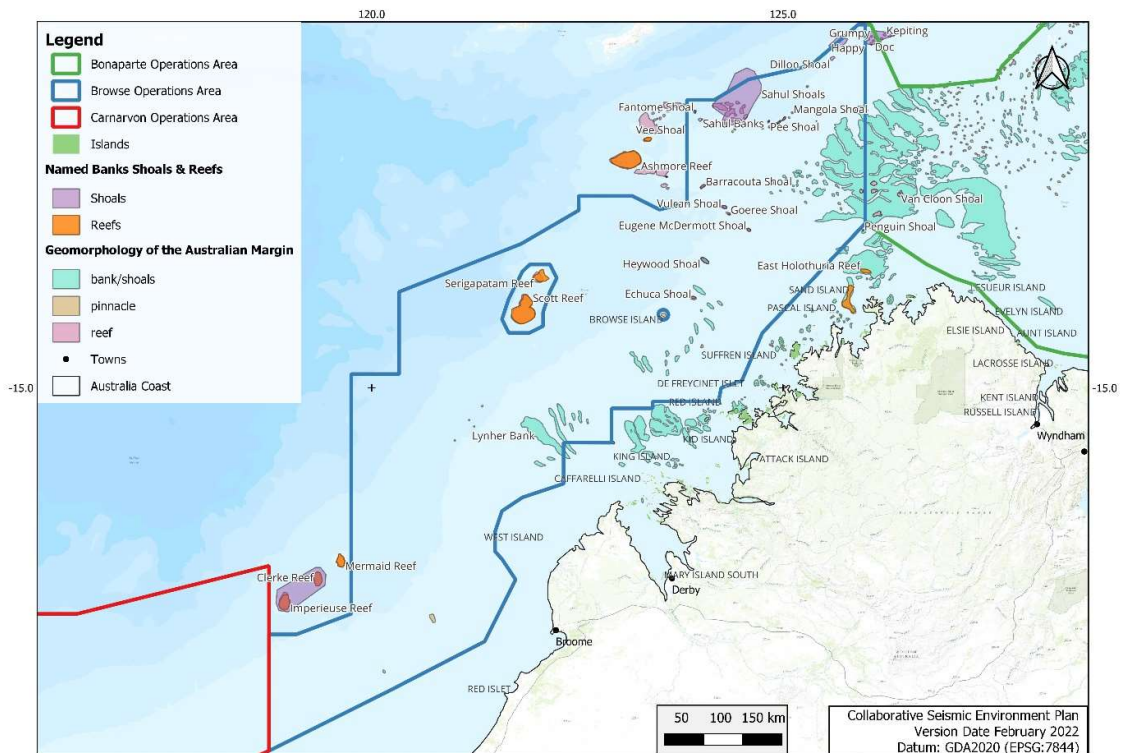 120.0
125.0
Legend
Bonaparte Operations Area
Browse Operations Area
Carnarvon Operations Area
Islands
Named Banks Shoals & Reefs
Shoals
Reefs
Geomorphology of the Australian Margin
bank/shoals
pinnacle
reef
Towns
Australia Coast
Grumpy
Kepiting
Happy
Doc
Dillon Shoal
Sahul Shoals
Fantome Shoal
Mangola Shoal
Sahul Banks
Pee Shoal
Vee Shoal
Ashmore Reef
Barracouta Shoal
Van Cloon Shoal
Vulcan Shoal
Goeree Shoal
Eugene McDermott Shoal
Penguin Shoal
Heywood Shoal
East Holothuria Reef
Serigapatam Reef
Scott Reef
Echuca Shoal
SAND ISLAND
PASCAL ISLAND
LESUEUR ISLAND
EVELYN ISLAND
BROWSE ISLAND
ELSIE ISLAND
AUNT ISLAND
SUFFREN ISLAND
LACROSSE ISLAND
-15.0
-15.0
DE FREYCINET ISLET
KENT ISLAND
RED ISLAND
RUSSELL ISLAND
Lynher Bank
KID ISLAND
Wyndham
KING ISLAND
ATTACK ISLAND
CAFFARELLI ISLAND
WEST ISLAND
Mermaid Reef
Clerke Reef
MARY ISLAND SOUTH
Derby
Imperieuse Reef
Broome
RED ISLET
50 100 150 km
Collaborative Seismic Environment Plan
Version Date February 2022
Datum: GDA2020 (EPSG:7844)